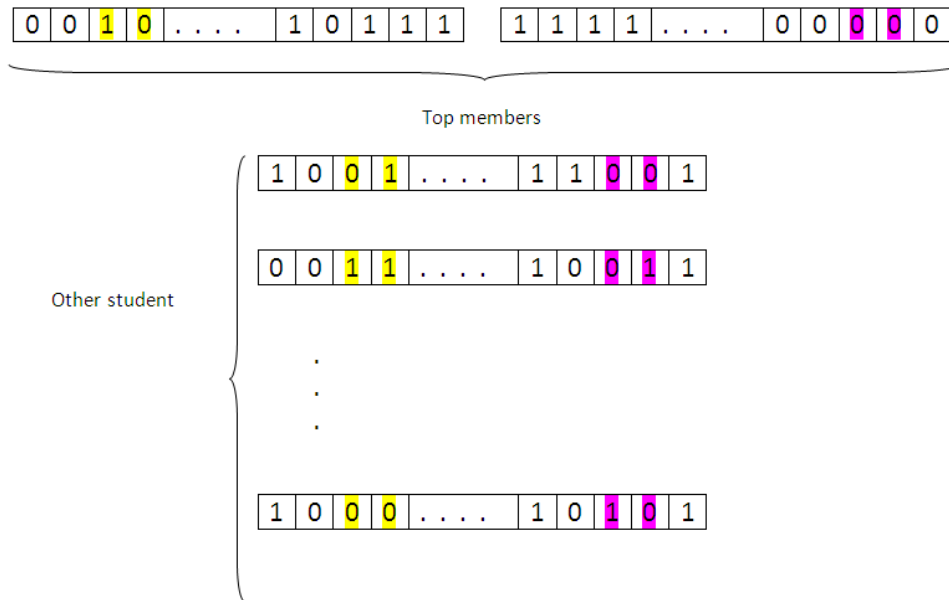 0 0 1 0 . . . . 1 0 1 1 1 1 1 1 1 . . . . 0 0 0 0 0
Top members
1 0 0 1 . . . . 1 1 0 0 1
0 0 1 1 . . . . 1 0 0 1 1
Other student
.
.
.
1 0 0 0 . . . . 1 0 1 0 1